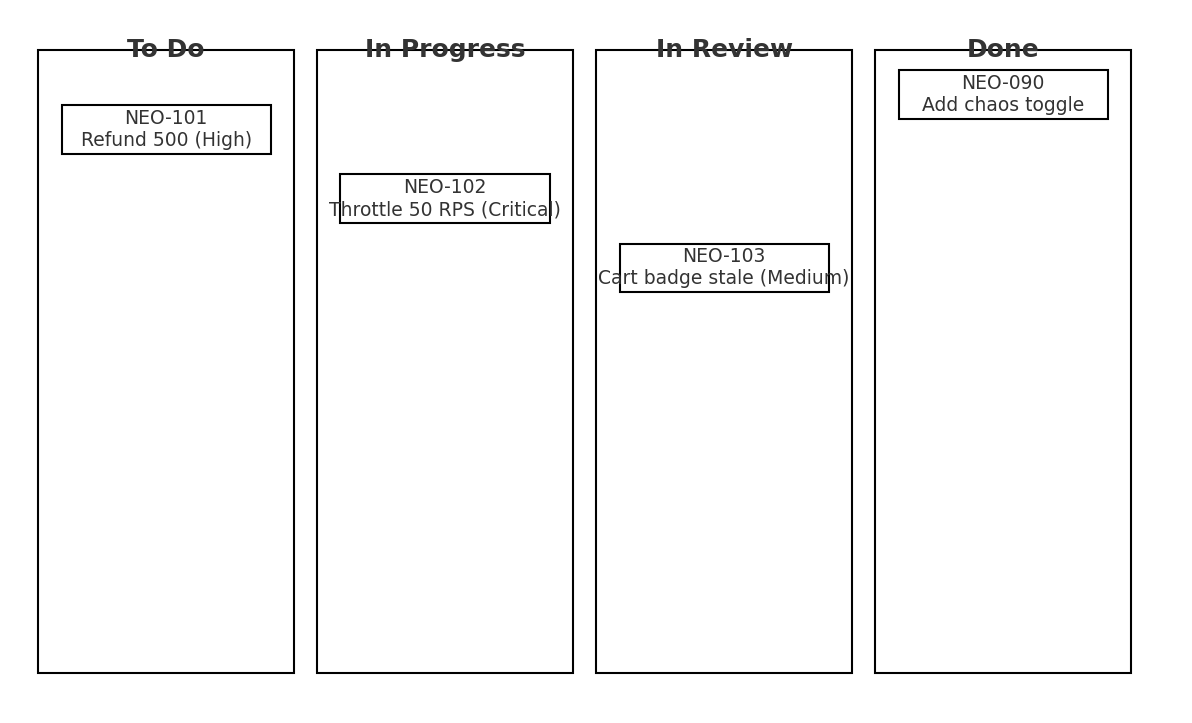 To Do
NEO-101
Refund 500 (High)
In Progress
NEO-102
Throttle 50 RPS (Critical)
In Review
NEO-103
Cart badge stale (Medium)
Done
NEO-090
Add chaos toggle